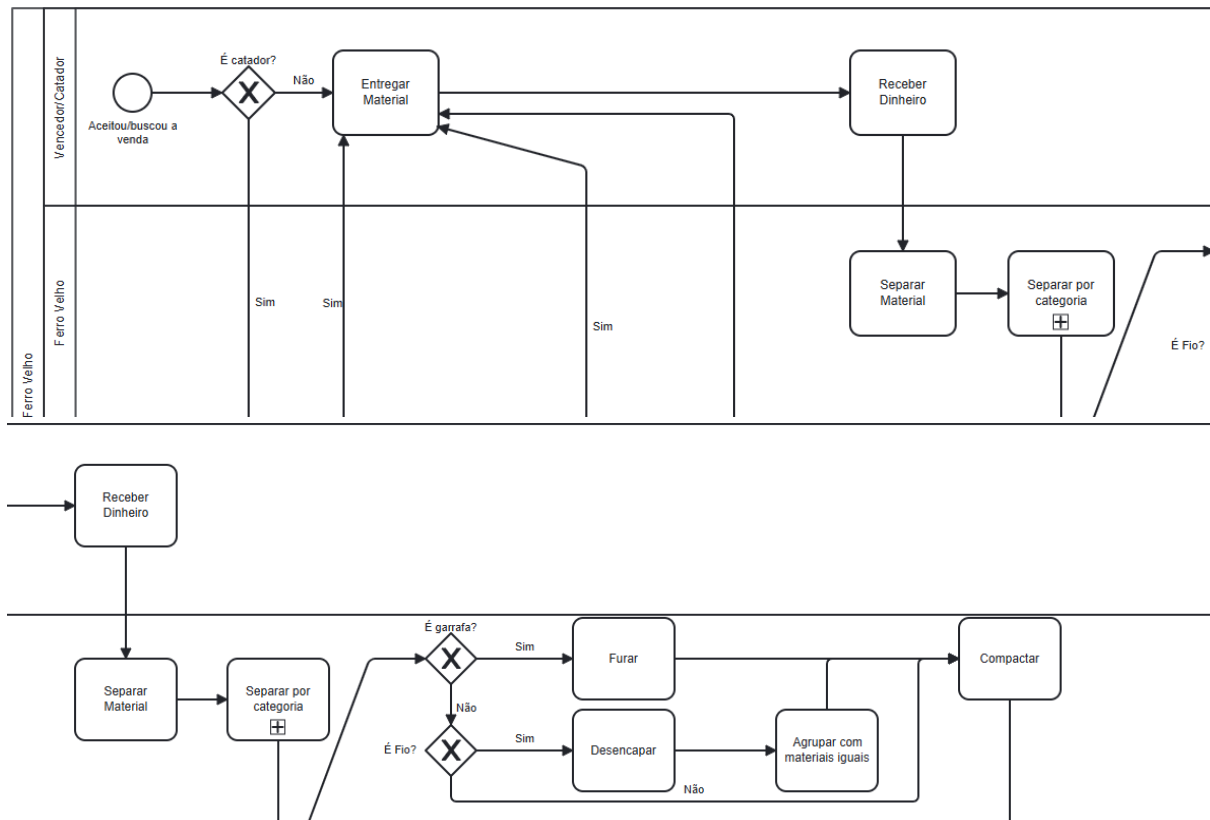 É catador?
Não
Entregar
Material
Receber
Dinheiro
Aceitou/buscou a
venda
Vencedor/Catador
Ferro Velho
Ferro Velho
Sim
Sim
Sim
Separar
Material
Separar por
categoria
É Fio?
Receber
Dinheiro
É garrafa?
Sim
Furar
Compactar
Separar
Material
Separar por
categoria
Não
É Fio?
Sim
Desencapar
Agrupar com
materiais iguais
Não